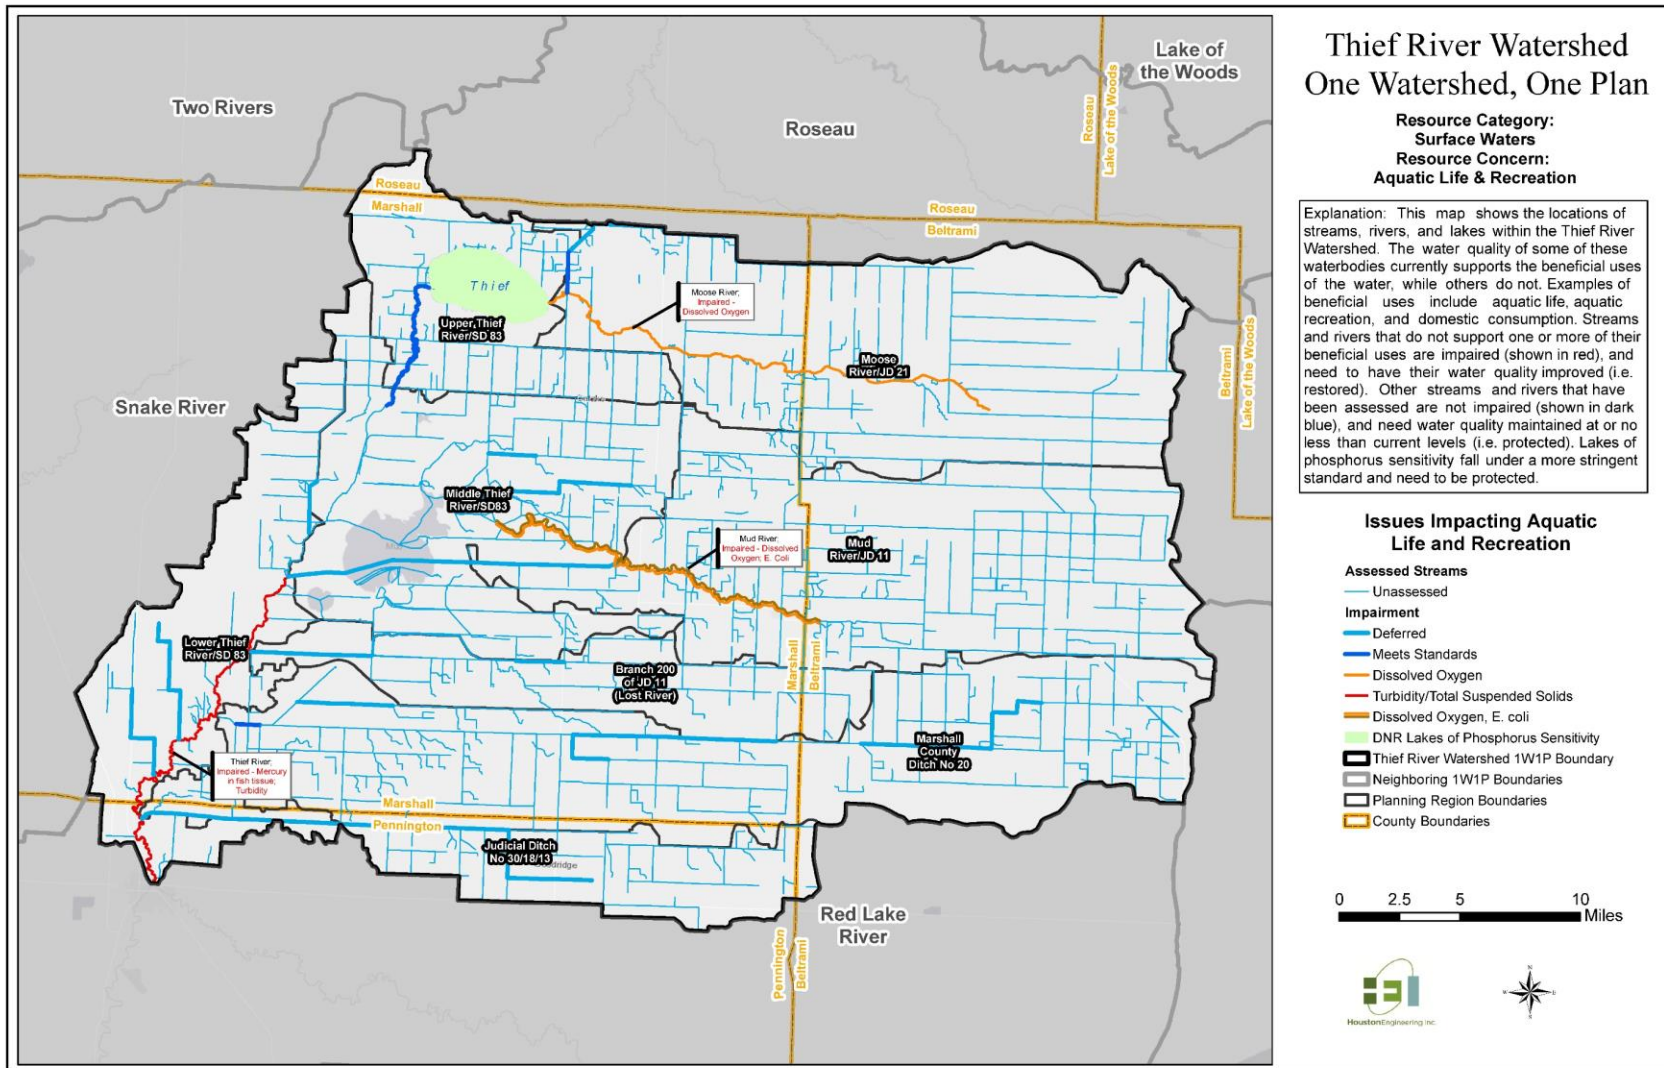 Thief River Watershed
One Watershed, One Plan
Resource Category:
Surface Waters
Resource Concern:
Aquatic Life & Recreation
Explanation: This map shows the locations of
streams, rivers, and lakes within the Thief River
Watershed. The water quality of some of these
waterbodies currently supports the beneficial uses
of the water, while others do not. Examples of
beneficial uses include aquatic life, aquatic
recreation, and domestic consumption. Streams
and rivers that do not support one or more of their
beneficial uses are impaired (shown in red), and
need to have their water quality improved (i.e.
restored). Other streams and rivers that have
been assessed are not impaired (shown in dark
blue), and need water quality maintained at or no
less than current levels (i.e. protected). Lakes of
phosphorus sensitivity fall under a more stringent
standard and need to be protected.
Issues Impacting Aquatic
Life and Recreation
Assessed Streams
Unassessed
Impairment
Deferred
Meets Standards
Dissolved Oxygen
Turbidity/Total Suspended Solids
Dissolved Oxygen, E. coli
DNR Lakes of Phosphorus Sensitivity
Thief River Watershed 1W1P Boundary
Neighboring 1W1P Boundaries
Planning Region Boundaries
County Boundaries
0 2.5 5 10
Miles
HoustonEngineering Inc.
N
W E
S
Lake of
the Woods
Two Rivers
Roseau
Roseau
Lake of the Woods
Roseau
Marshall
Roseau
Beltrami
Thief
Moose River;
Impaired -
Dissolved Oxygen
Upper Thief
River/SD 83
Moose
River/JD 21
Beltrami
Lake of the Woods
Snake River
Middle Thief
River/SD83
Mud River;
Impaired - Dissolved
Oxygen; E. Coli
Mud
River/JD 11
Mud
Lower Thief
River/SD 83
Branch 200
of JD 11
(Lost River)
Marshall
Beltrami
Marshall
County
Ditch No 20
Thief River;
Impaired - Mercury
in fish tissue;
Turbidity
Marshall
Pennington
Judicial Ditch
No 30/18/13
Red Lake
River
Pennington
Beltrami